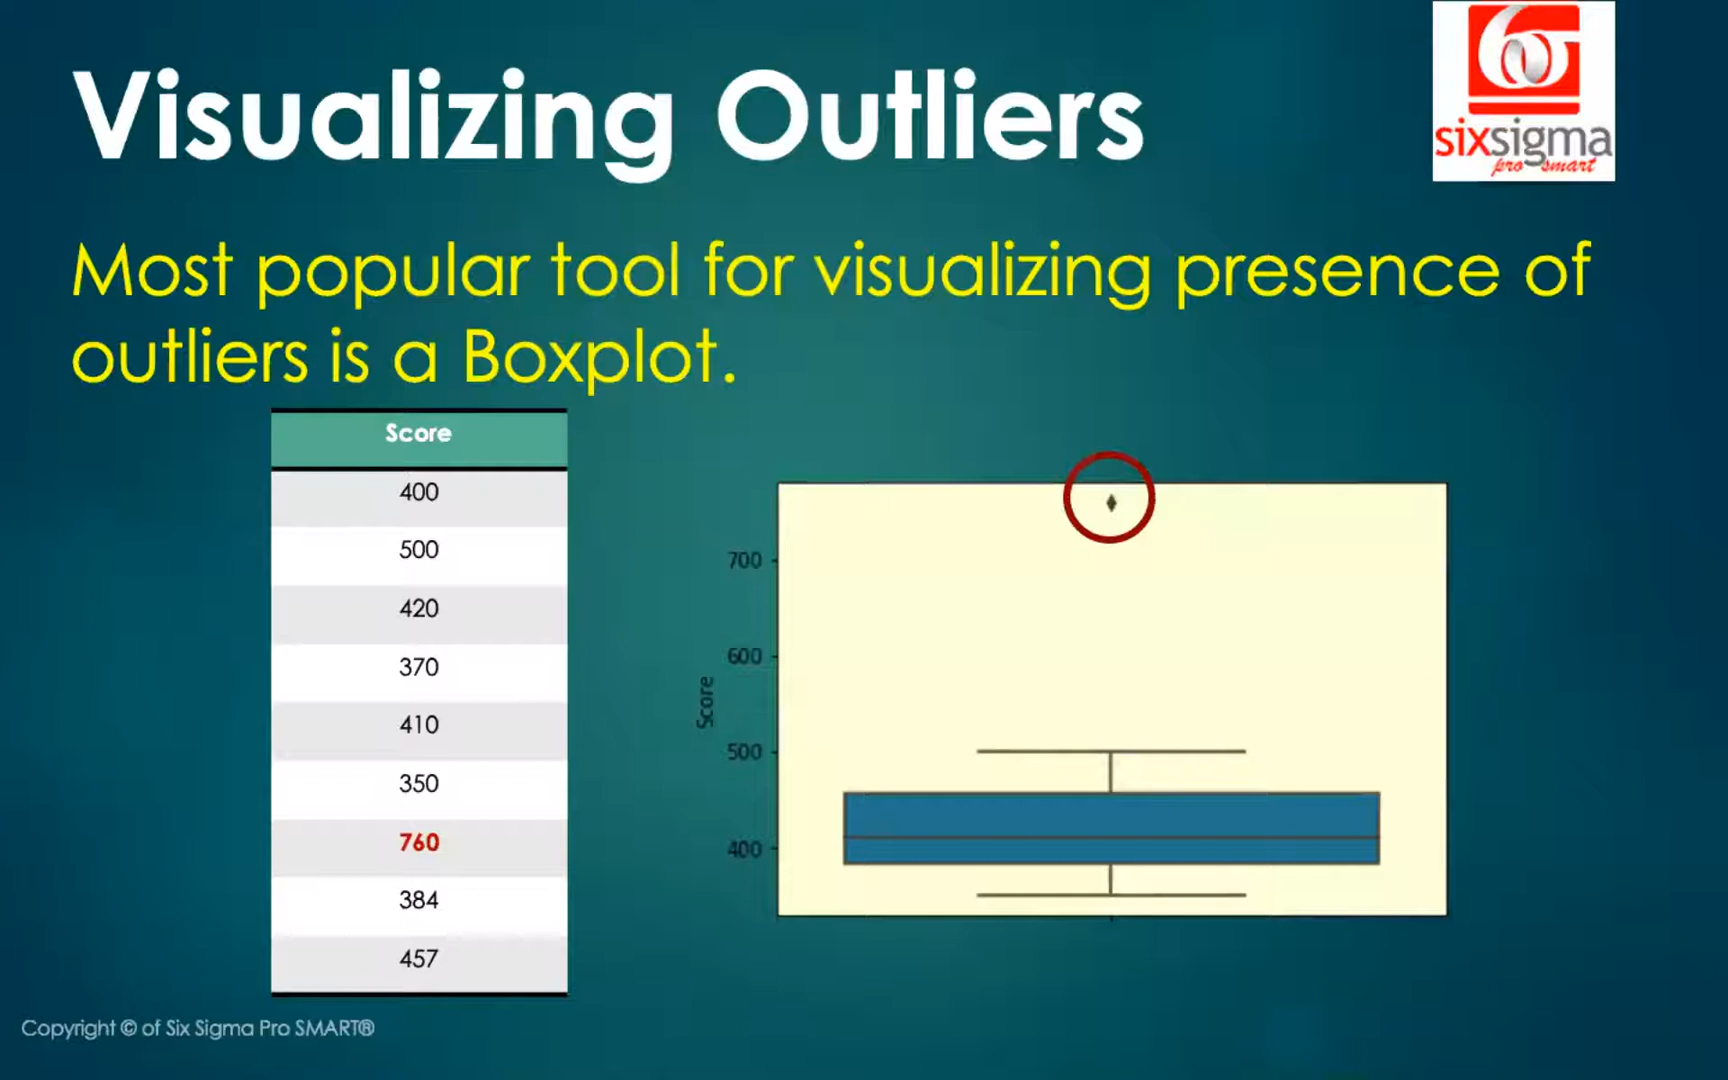 Visualizing Outliers
6σ
sixsigma
pro smart
Most popular tool for visualizing presence of
outliers is a Boxplot.
Score
400
500
420
370
410
350
760
384
457
700
600
500
400
Score
Copyright © of Six Sigma Pro SMART®